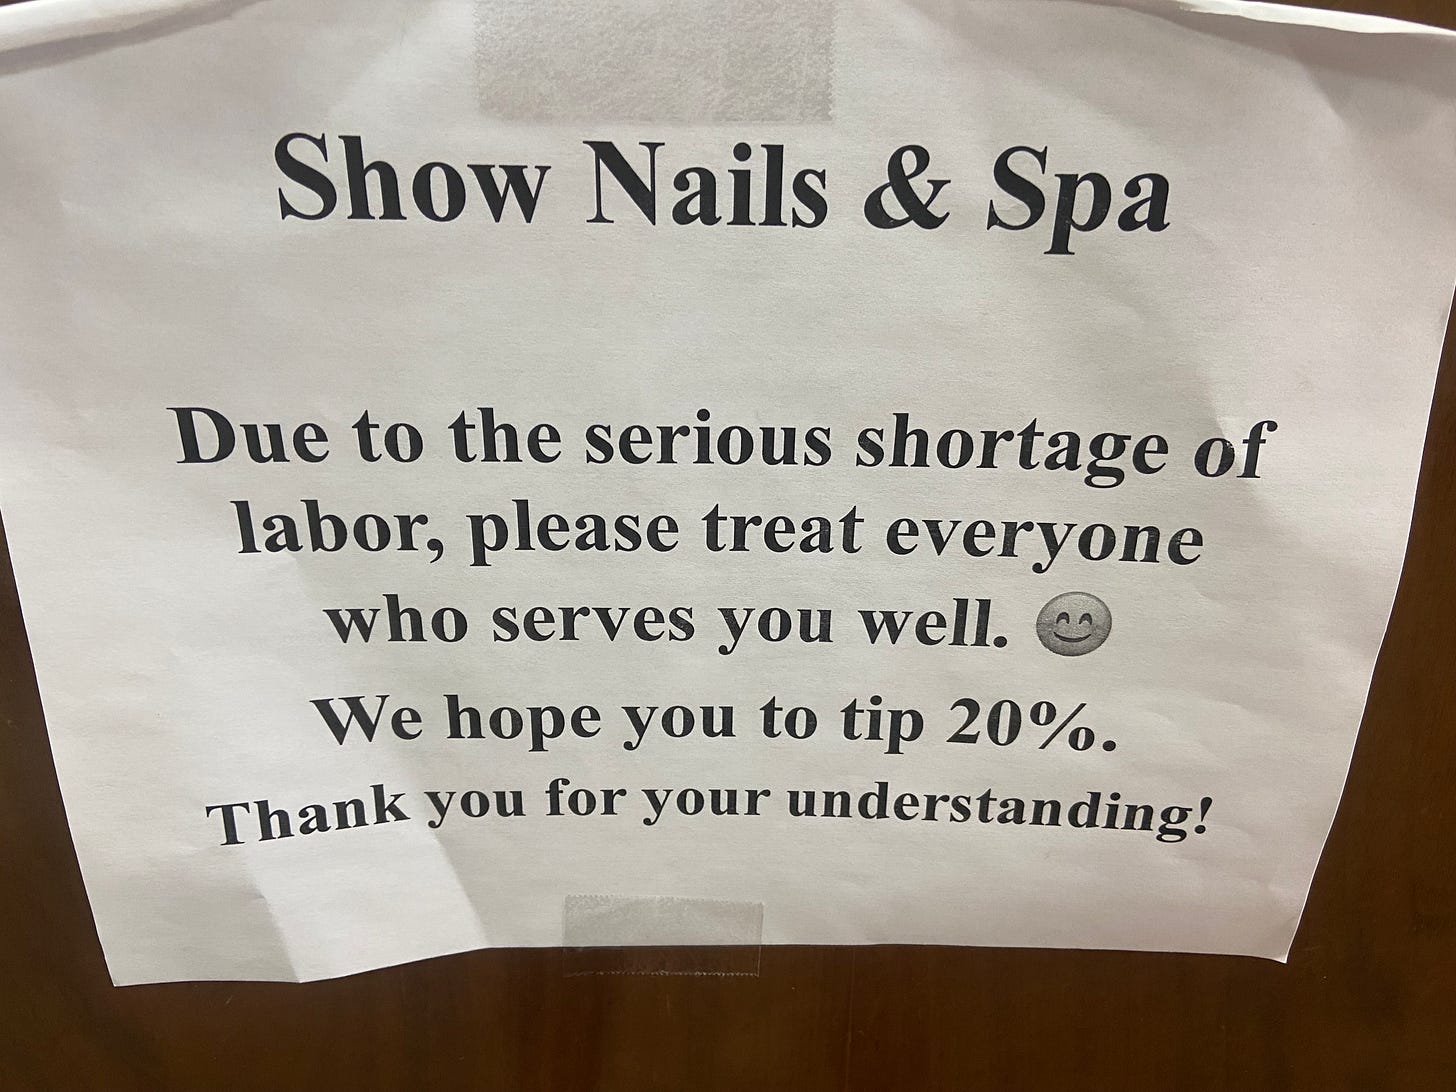 Show Nails & Spa
Due to the serious shortage of
labor, please treat everyone
who serves you well. 😊
We hope you to tip 20%.
Thank you for your understanding!